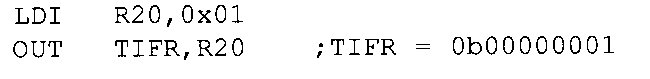 LDI R20,0x01
OUT TIFR,R20 ;TIFR = 0b00000001